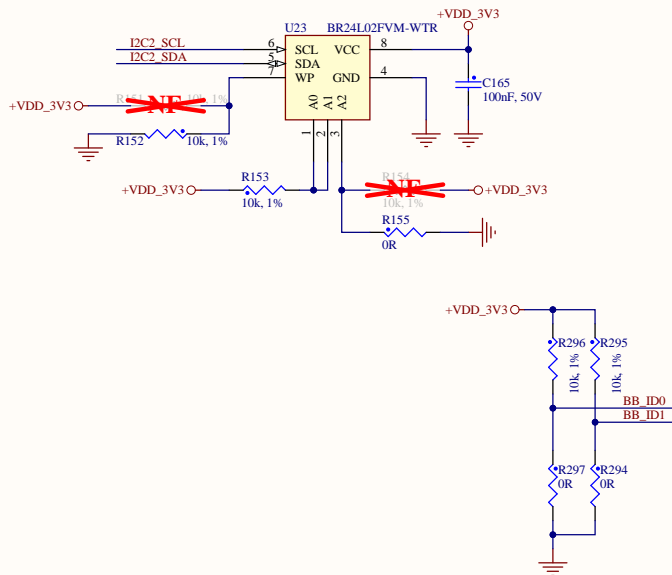 +VDD_3V3
U23 BR24L02FVM-WTR
I2C2_SCL 6 SCL VCC 8
I2C2_SDA 5 SDA
7 WP GND 4
C165
100nF, 50V
A0 A1 A2
+VDD_3V3 R151 NF 10k, 1%
1 2 3
R152 10k, 1%
+VDD_3V3 R153 R154 NF +VDD_3V3
10k, 1% 10k, 1%
R155
0R
+VDD_3V3
R296 10k, 1% R295 10k, 1%
BB_ID0
BB_ID1
R297 R294
0R 0R